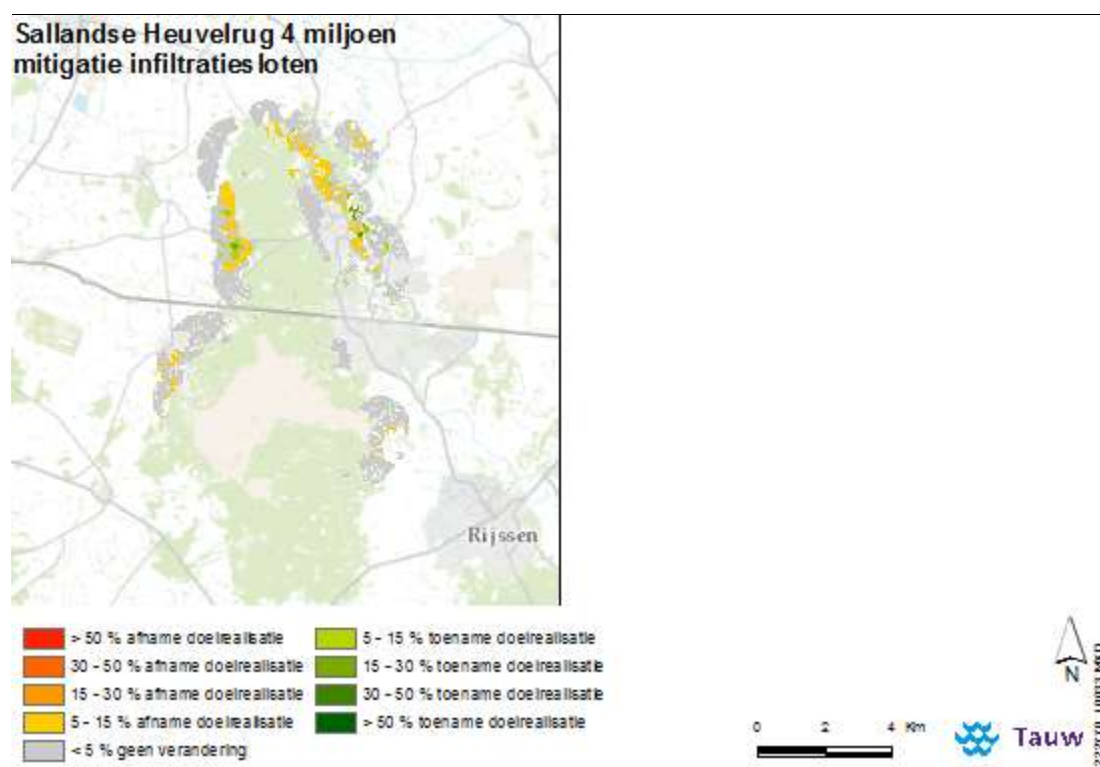 Sallandse Heuvelrug 4 miljoen
mitigatie infiltratiesloten
Rijssen
> 50 % afname doelrealisatie
30 - 50 % afname doelrealisatie
15 - 30 % afname doelrealisatie
5 - 15 % afname doelrealisatie
< 5 % geen verandering
5 - 15 % toename doelrealisatie
15 - 30 % toename doelrealisatie
30 - 50 % toename doelrealisatie
> 50 % toename doelrealisatie
N
0 2 4 Km
Tauw